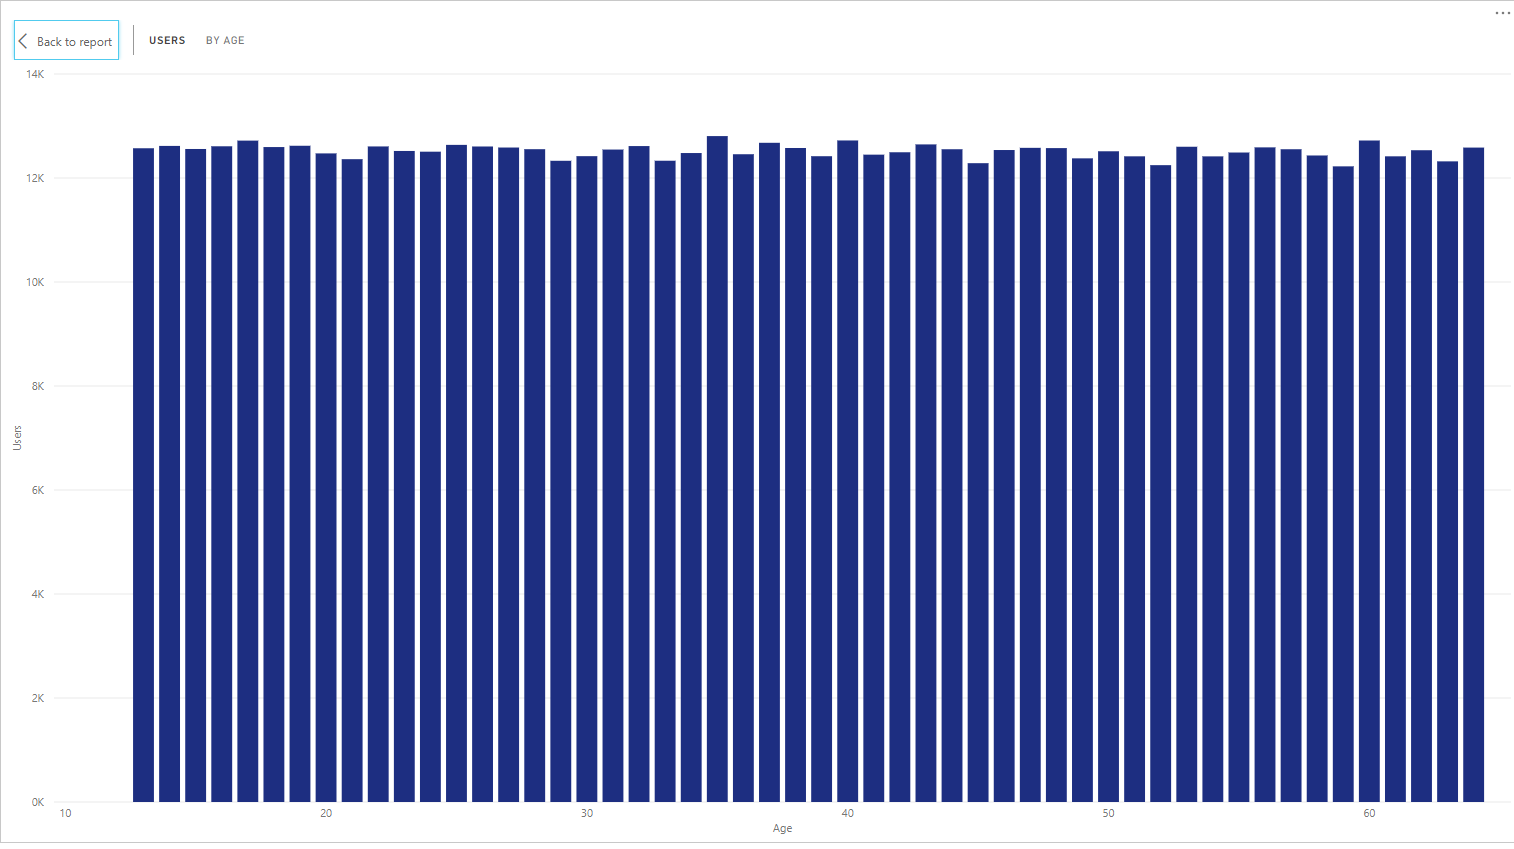 Back to report
USERS BY AGE
14K
12K
10K
8K
6K
4K
2K
0K
Users
10 20 30 40 50 60
Age